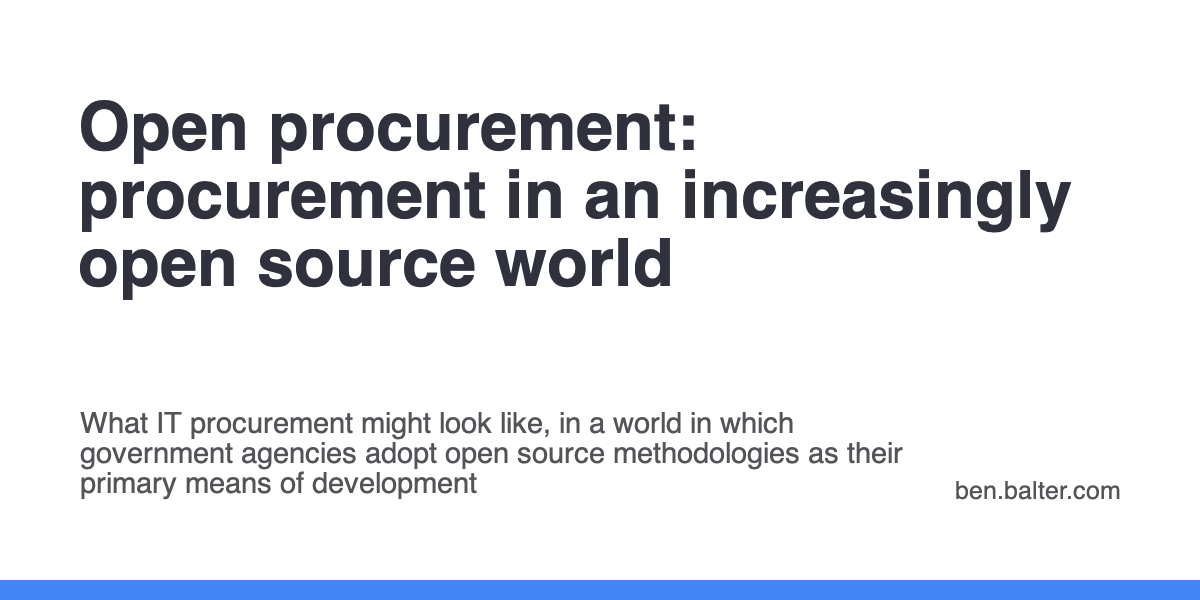 Open procurement:
procurement in an increasingly
open source world
What IT procurement might look like, in a world in which
government agencies adopt open source methodologies as their
primary means of development
ben.balter.com